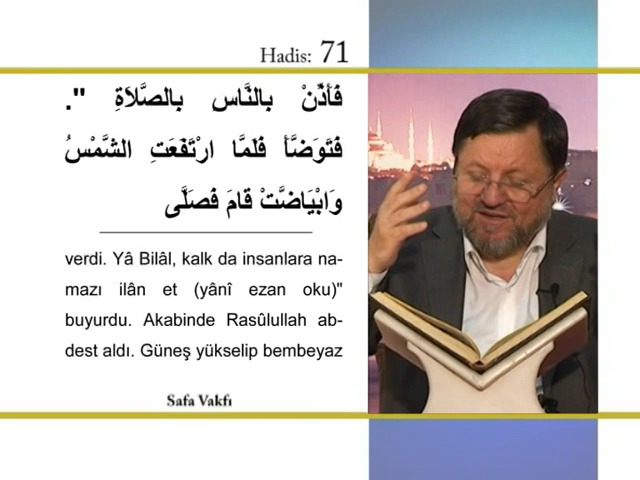 Hadis: 71
فَأَذِّنْ بِالنَّاسِ بِالصَّلاَةِ ".
فَتَوَضَّأَ فَلَمَّا ارْتَفَعَتِ الشَّمْسُ
وَابْيَاضَّتْ قَامَ فَصَلَّى
verdi. Yâ Bilâl, kalk da insanlara na-
mazı ilân et (yânî ezan oku)"
buyurdu. Akabinde Rasûlullah ab-
dest aldı. Güneş yükselip bembeyaz
Safa Vakfı